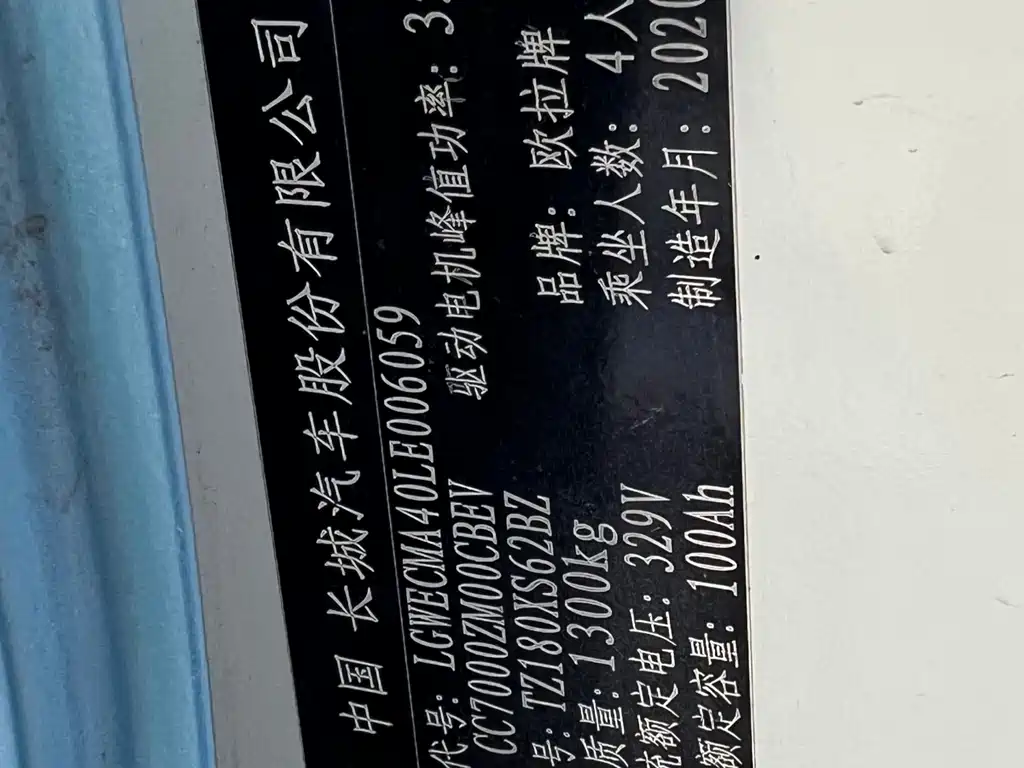 中国 长城汽车股份有限公司
代号: LGWECMA40LE006059
CC7000ZM00CBEV 驱动电机峰值功率: 3
号: TZ180XS62BZ 品牌: 欧拉牌
质量: 1300kg 乘坐人数: 4人
流额定电压: 329V 制造年月: 2020
额定容量: 100Ah